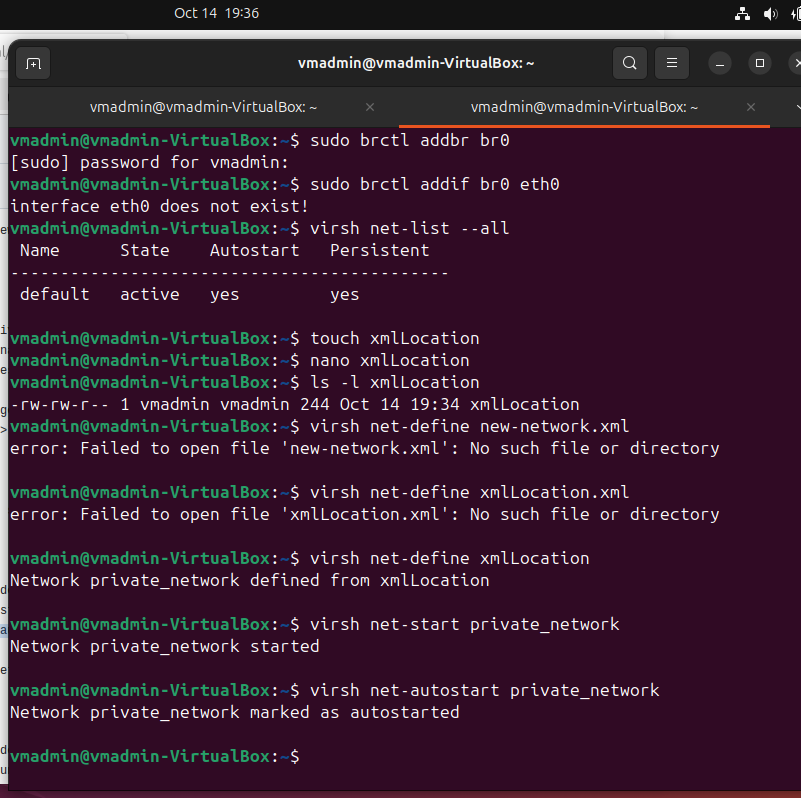 Oct 14 19:36
vmadmin@vmadmin-VirtualBox: ~
vmadmin@vmadmin-VirtualBox: ~
vmadmin@vmadmin-VirtualBox: ~
vmadmin@vmadmin-VirtualBox:~$ sudo brctl addbr br0
[sudo] password for vmadmin:
vmadmin@vmadmin-VirtualBox:~$ sudo brctl addif br0 eth0
interface eth0 does not exist!
vmadmin@vmadmin-VirtualBox:~$ virsh net-list --all
Name State Autostart Persistent
--------------------------------------------
default active yes yes
vmadmin@vmadmin-VirtualBox:~$ touch xmlLocation
vmadmin@vmadmin-VirtualBox:~$ nano xmlLocation
vmadmin@vmadmin-VirtualBox:~$ ls -l xmlLocation
-rw-rw-r-- 1 vmadmin vmadmin 244 Oct 14 19:34 xmlLocation
vmadmin@vmadmin-VirtualBox:~$ virsh net-define new-network.xml
error: Failed to open file 'new-network.xml': No such file or directory
vmadmin@vmadmin-VirtualBox:~$ virsh net-define xmlLocation.xml
error: Failed to open file 'xmlLocation.xml': No such file or directory
vmadmin@vmadmin-VirtualBox:~$ virsh net-define xmlLocation
Network private_network defined from xmlLocation
vmadmin@vmadmin-VirtualBox:~$ virsh net-start private_network
Network private_network started
vmadmin@vmadmin-VirtualBox:~$ virsh net-autostart private_network
Network private_network marked as autostarted
vmadmin@vmadmin-VirtualBox:~$